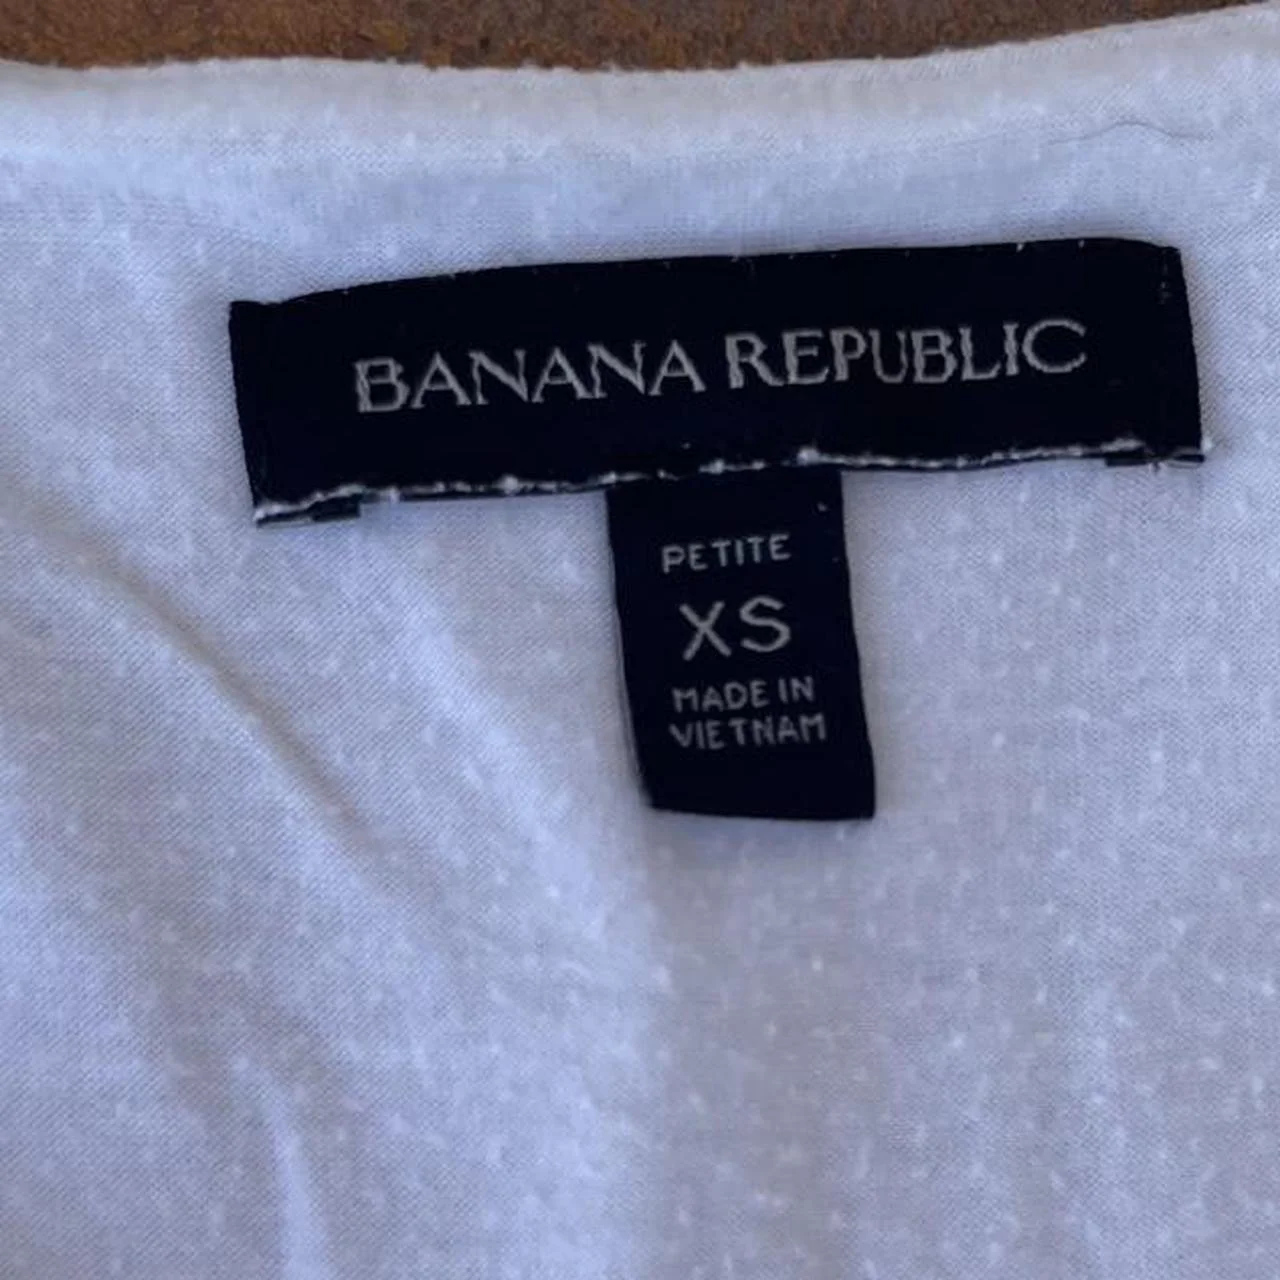 BANANA REPUBLIC
PETITE
XS
MADE IN
VIETNAM